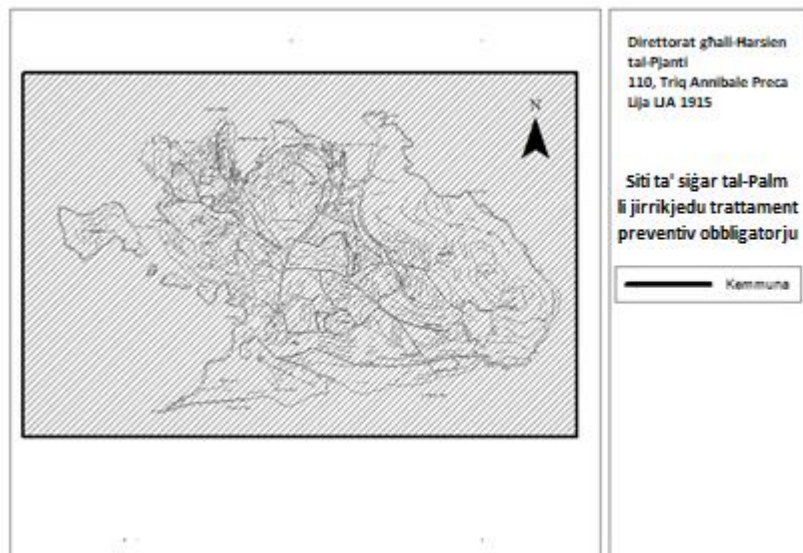 N
Direttorat għall-Ħarsien
tal-Pjanti
110, Triq Annibale Preca
Lija LJA 1915
Siti ta' siġar tal-Palm
li jirrikjedu trattament
preventiv obbligatorju
Kemmuna